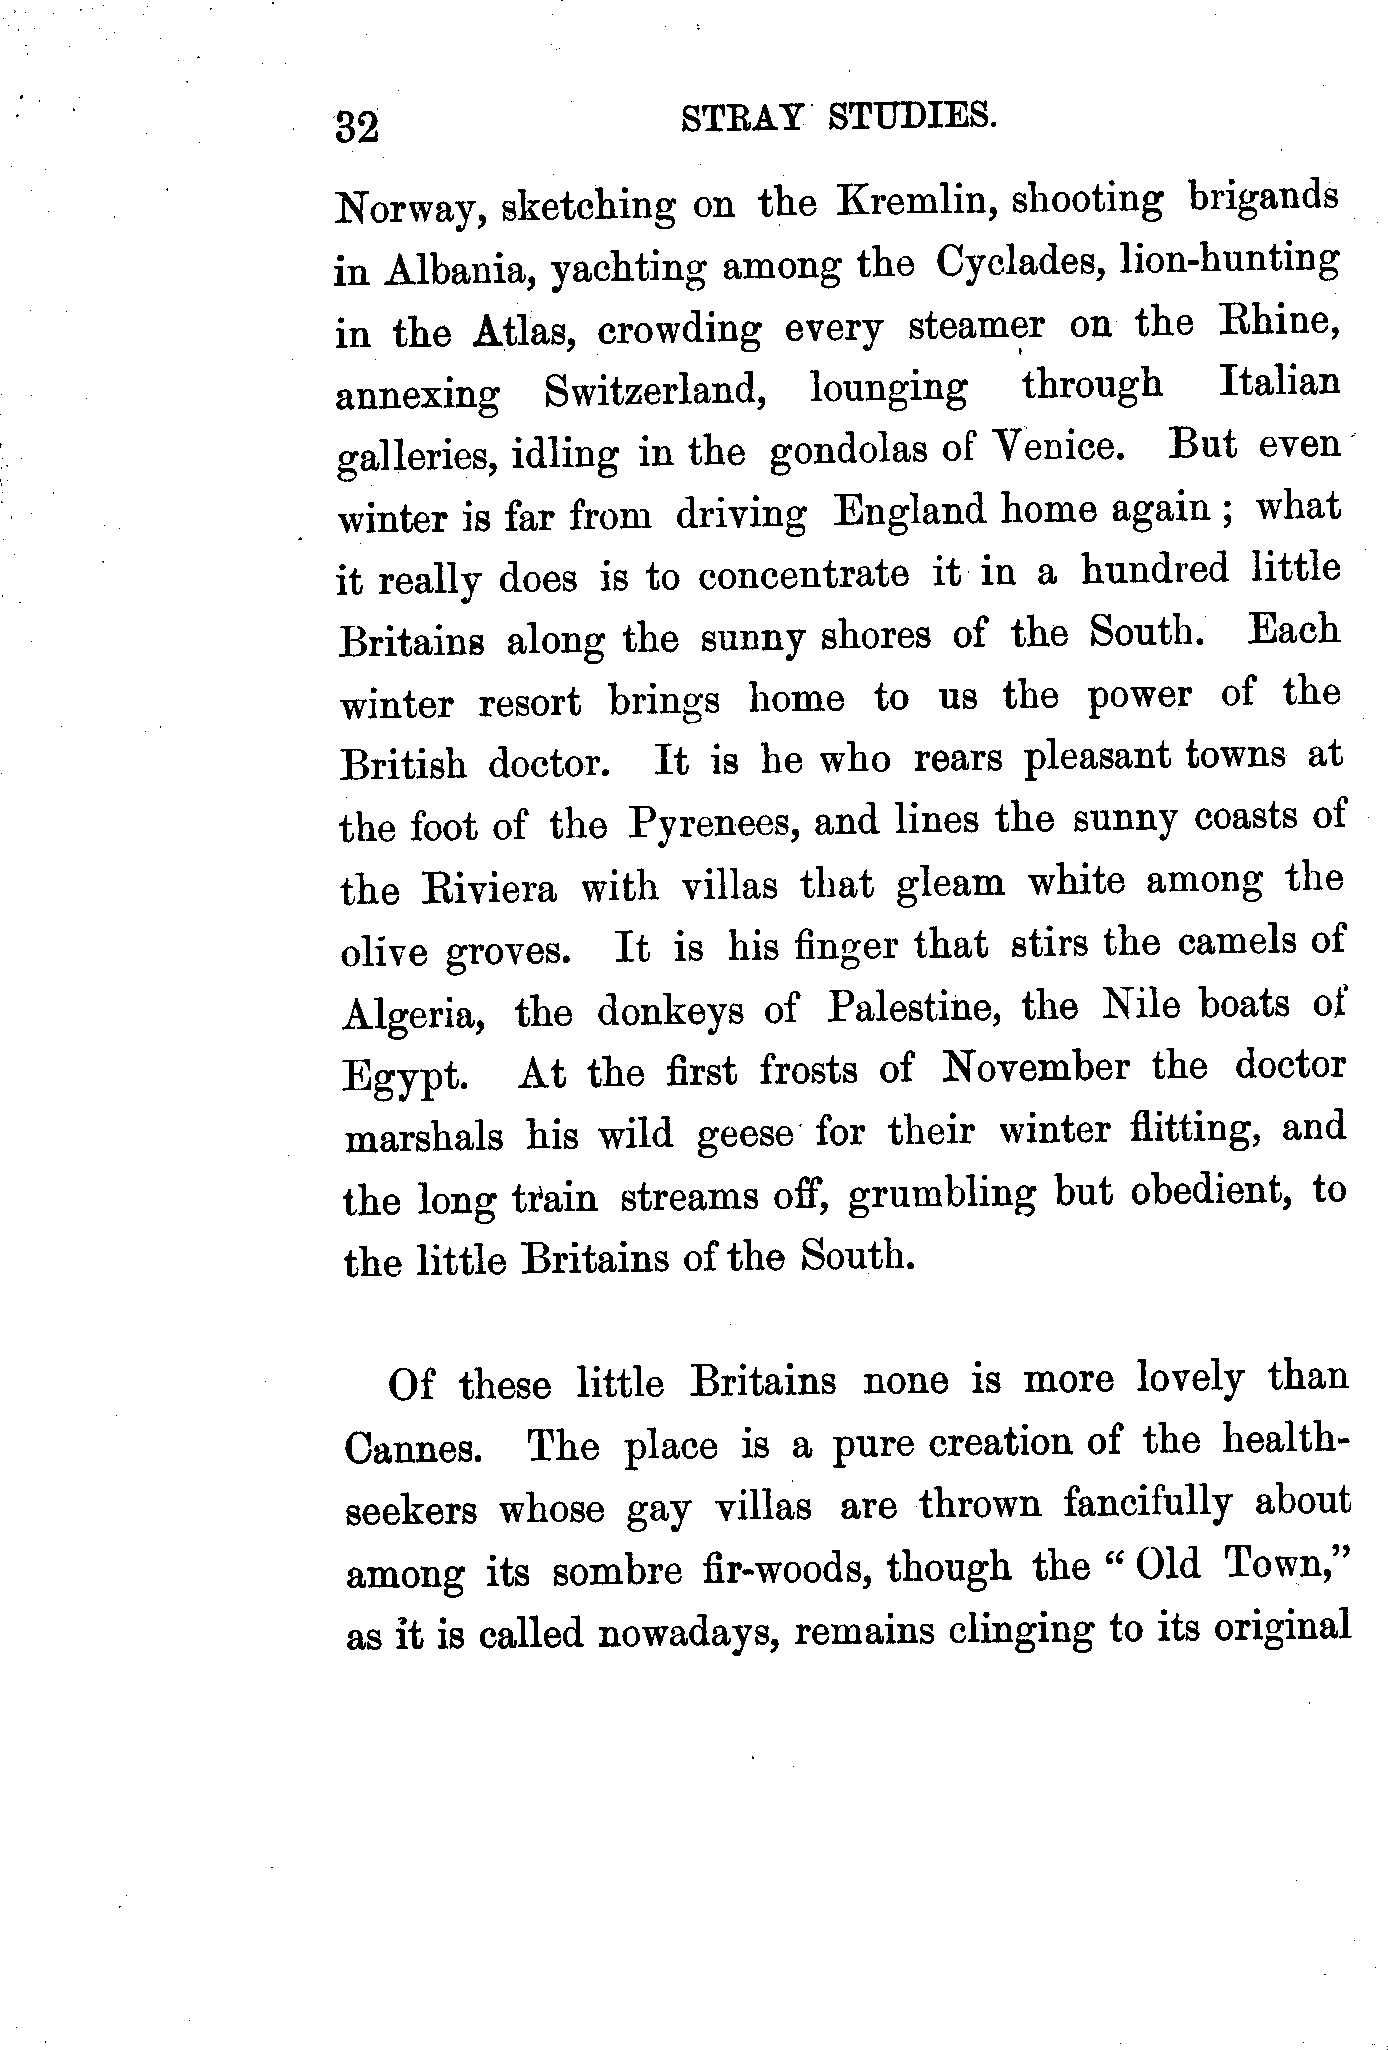 32 STRAY STUDIES.
Norway, sketching on the Kremlin, shooting brigands
in Albania, yachting among the Cyclades, lion-hunting
in the Atlas, crowding every steamer on the Rhine,
annexing Switzerland, lounging through Italian
galleries, idling in the gondolas of Venice. But even
winter is far from driving England home again ; what
it really does is to concentrate it in a hundred little
Britains along the sunny shores of the South. Each
winter resort brings home to us the power of the
British doctor. It is he who rears pleasant towns at
the foot of the Pyrenees, and lines the sunny coasts of
the Riviera with villas that gleam white among the
olive groves. It is his finger that stirs the camels of
Algeria, the donkeys of Palestine, the Nile boats of
Egypt. At the first frosts of November the doctor
marshals his wild geese for their winter flitting, and
the long train streams off, grumbling but obedient, to
the little Britains of the South.
Of these little Britains none is more lovely than
Cannes. The place is a pure creation of the health-
seekers whose gay villas are thrown fancifully about
among its sombre fir-woods, though the “ Old Town,”
as it is called nowadays, remains clinging to its original